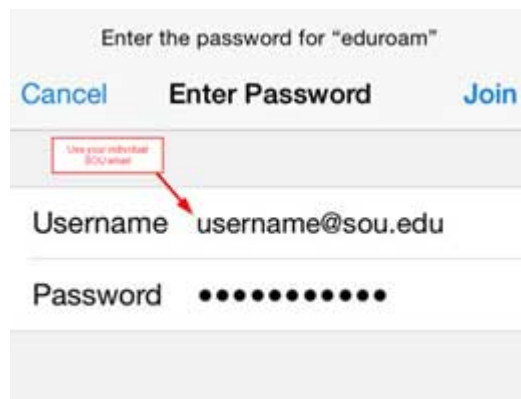 Enter the password for “eduroam”
Cancel Enter Password Join
Use your individual
SOU email
Username username@sou.edu
Password ●●●●●●●●●●●